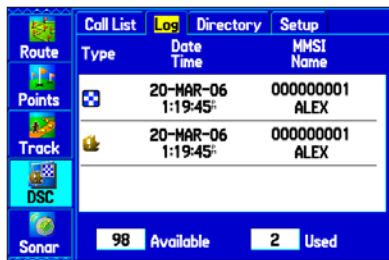 Call List Log Directory Setup
Route
Points
Track
DSC
Sonar
Type Date Time MMSI Name
20-MAR-06 000000001
1:19:45 ALEX
20-MAR-06 000000001
1:19:45 ALEX
98 Available 2 Used